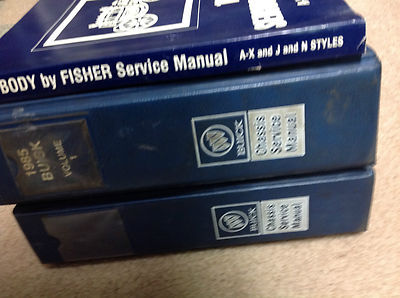 BODY by FISHER Service Manual A-X and J and N STYLES
1985
BUICK
VOLUME
1
BUICK
Chassis
Service
Manual
BUICK
Chassis
Service
Manual